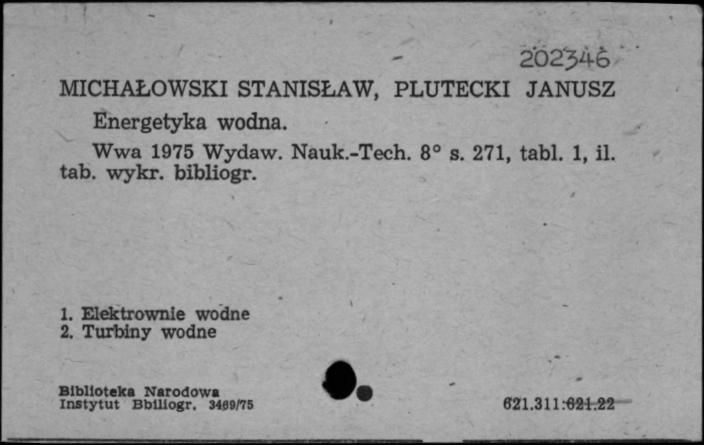 202346
MICHAŁOWSKI STANISŁAW, PLUTECKI JANUSZ
Energetyka wodna.
Wwa 1975 Wydaw. Nauk.-Tech. 8° s. 271, tabl. 1, il.
tab. wykr. bibliogr.
1. Elektrownie wodne
2. Turbiny wodne
Biblioteka Narodowa
Instytut Bbiliogr. 3469/75 621.311:621.22